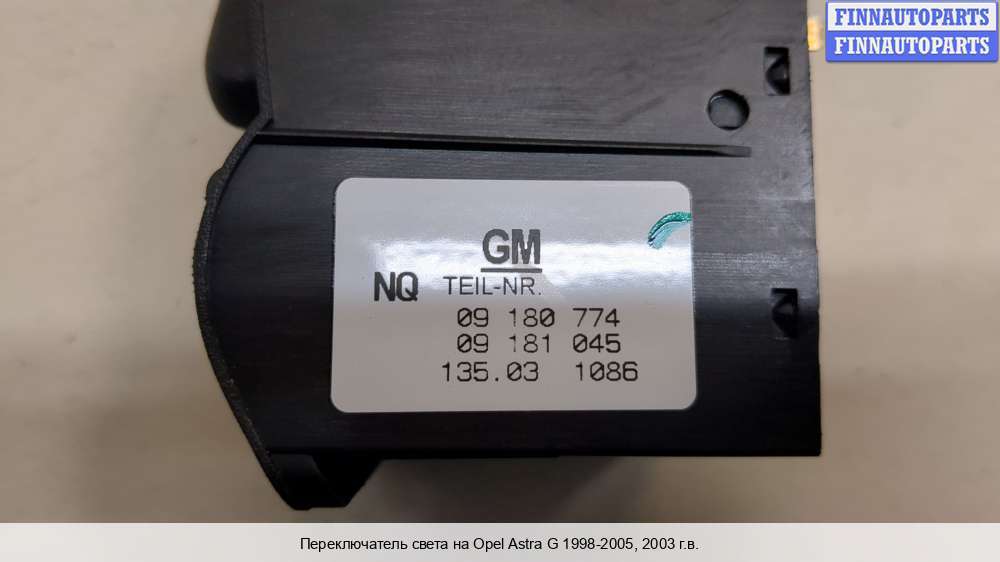 FINNAUTOPARTS
FINNAUTOPARTS
GM
NQ TEIL-NR.
09 180 774
09 181 045
135.03 1086
Переключатель света на Opel Astra G 1998-2005, 2003 г.в.